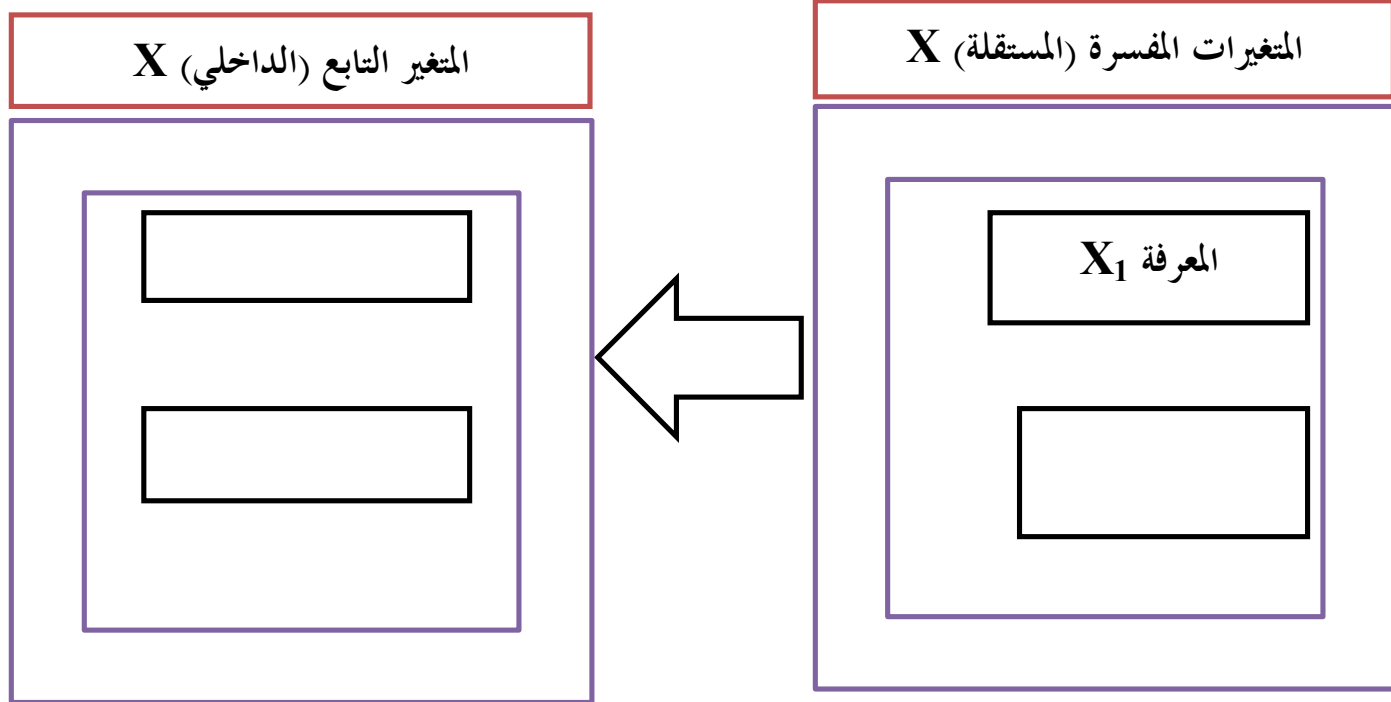 المتغيرات المفسرة (المستقلة) X
المتغير التابع (الداخلي) X
المعرفة X₁